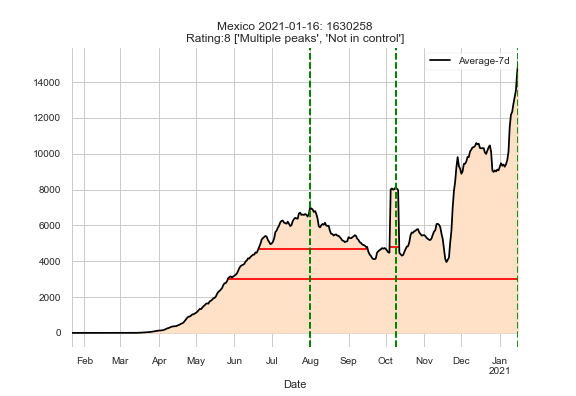 Mexico 2021-01-16: 1630258
Rating:8 ['Multiple peaks', 'Not in control']
Average-7d
14000
12000
10000
8000
6000
4000
2000
0
Feb Mar Apr May Jun Jul Aug Sep Oct Nov Dec Jan
2021
Date